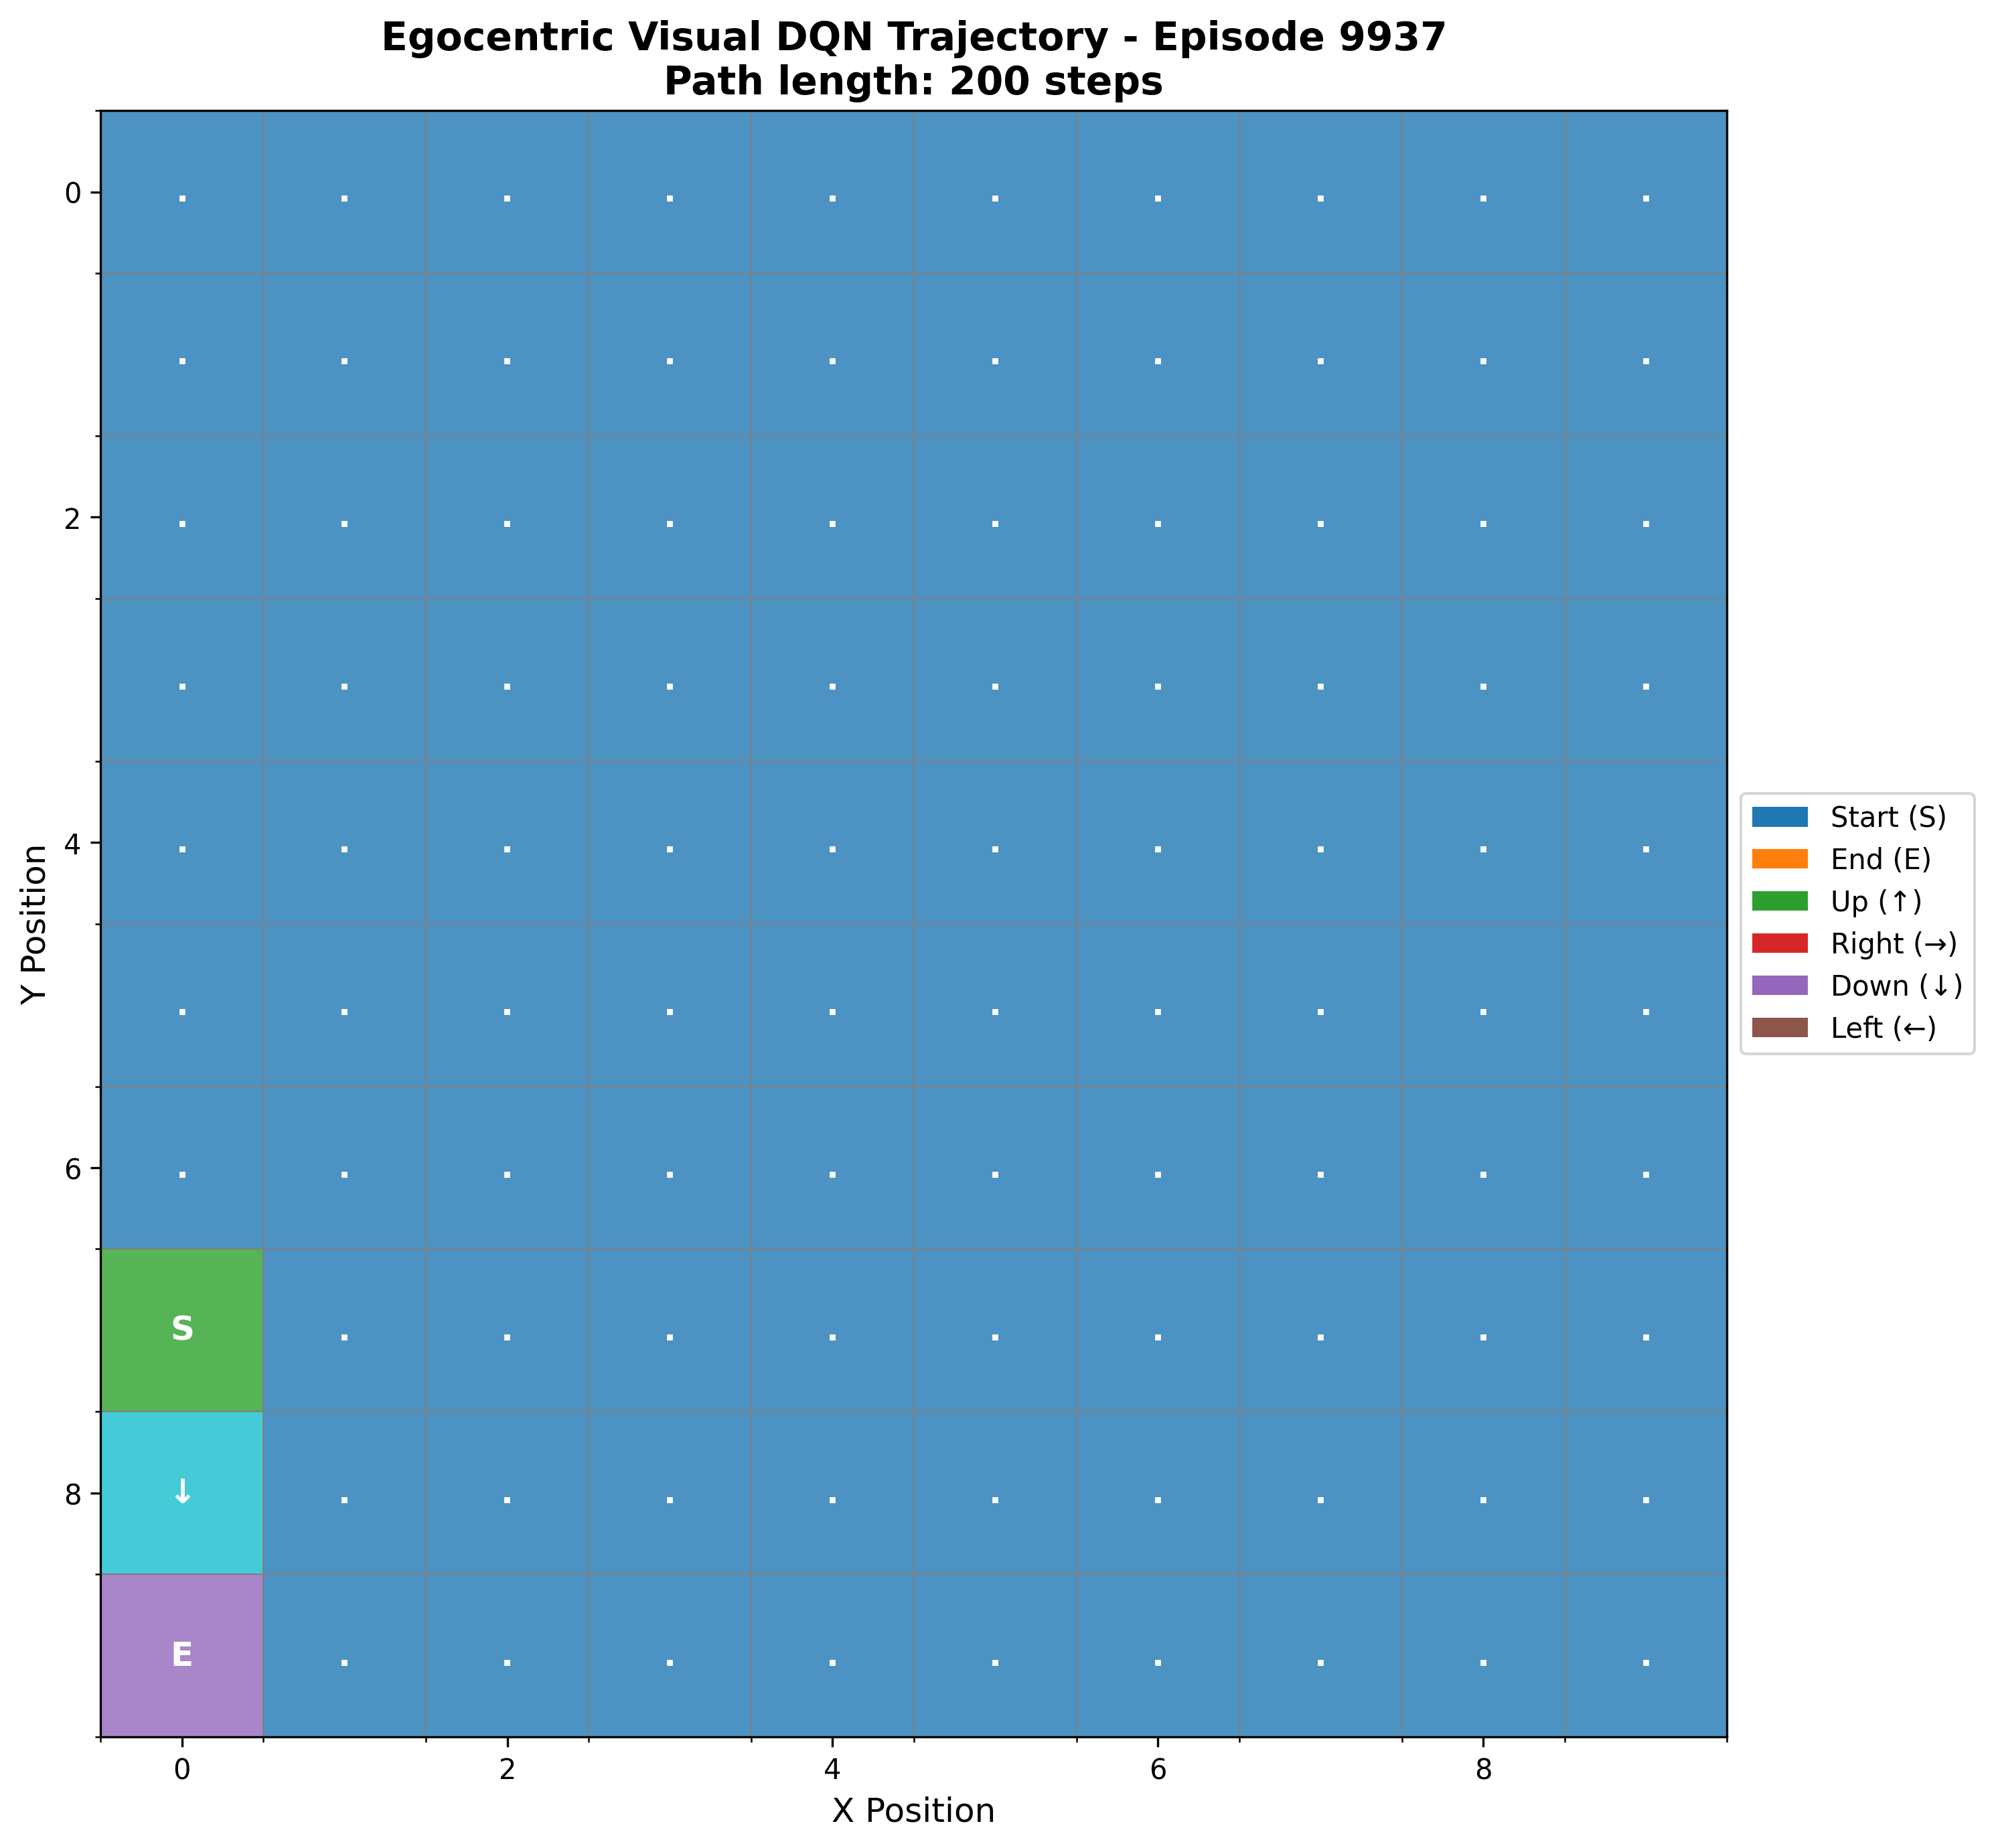 Egocentric Visual DQN Trajectory - Episode 9937
Path length: 200 steps
Y Position
0
2
4
6
8
S
↓
E
0 2 4 6 8
X Position
Start (S)
End (E)
Up (↑)
Right (→)
Down (↓)
Left (←)